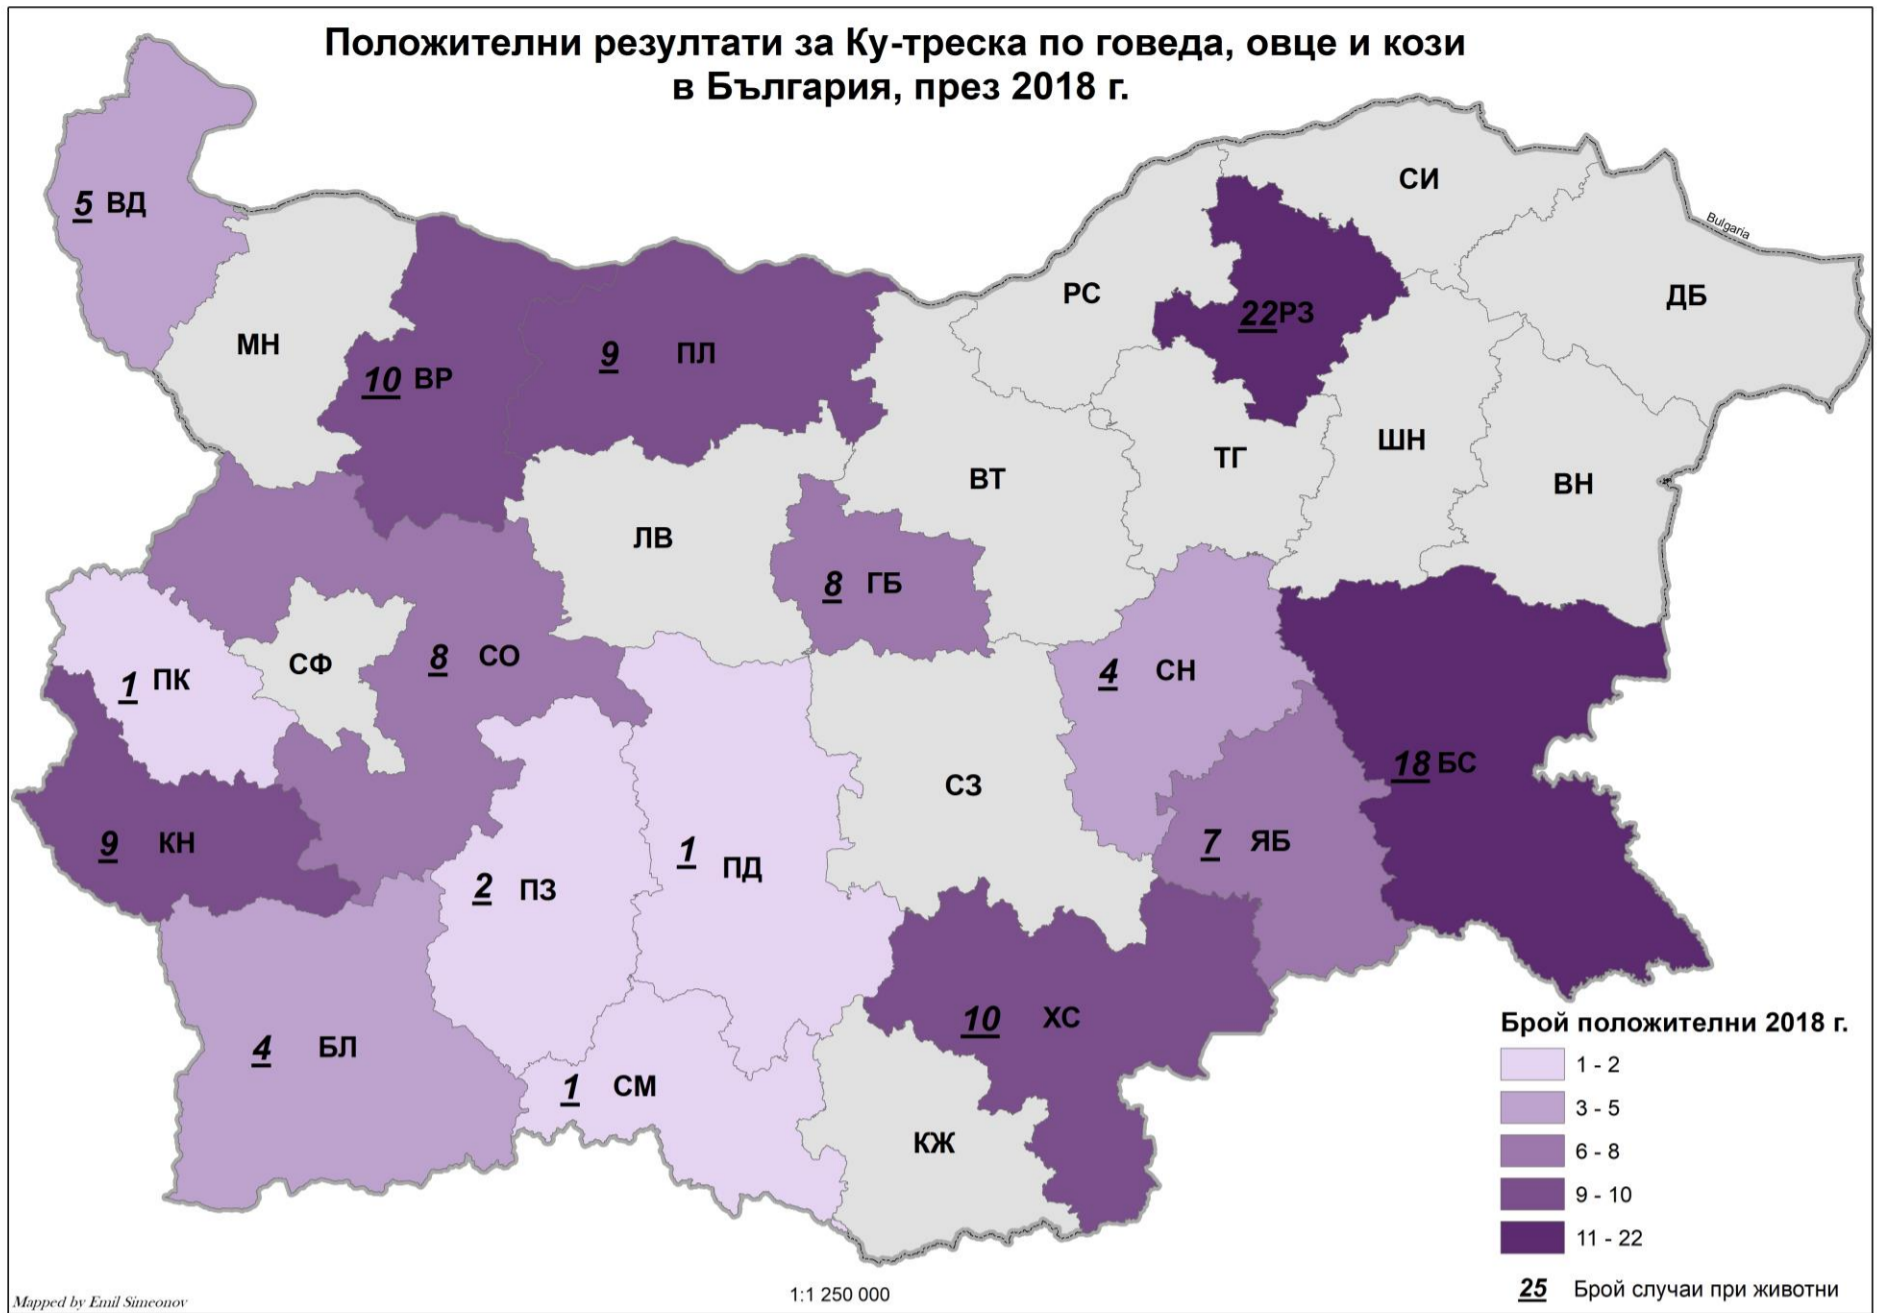 Положителни резултати за Ку-треска по говеда, овце и кози
в България, през 2018 г.
СИ
5 ВД
Bulgaria
РС
ДБ
22 РЗ
МН
9 ПЛ
10 ВР
ШН
ТГ
ВТ
ВН
ЛВ
8 ГБ
СФ
8 СО
4 СН
1 ПК
18 БС
СЗ
9 КН
7 ЯБ
1 ПД
2 ПЗ
10 ХС
4 БЛ
1 СМ
КЖ
Брой положителни 2018 г.
1 - 2
3 - 5
6 - 8
9 - 10
11 - 22
25 Брой случаи при животни
1:1 250 000
Mapped by Emil Simeonov